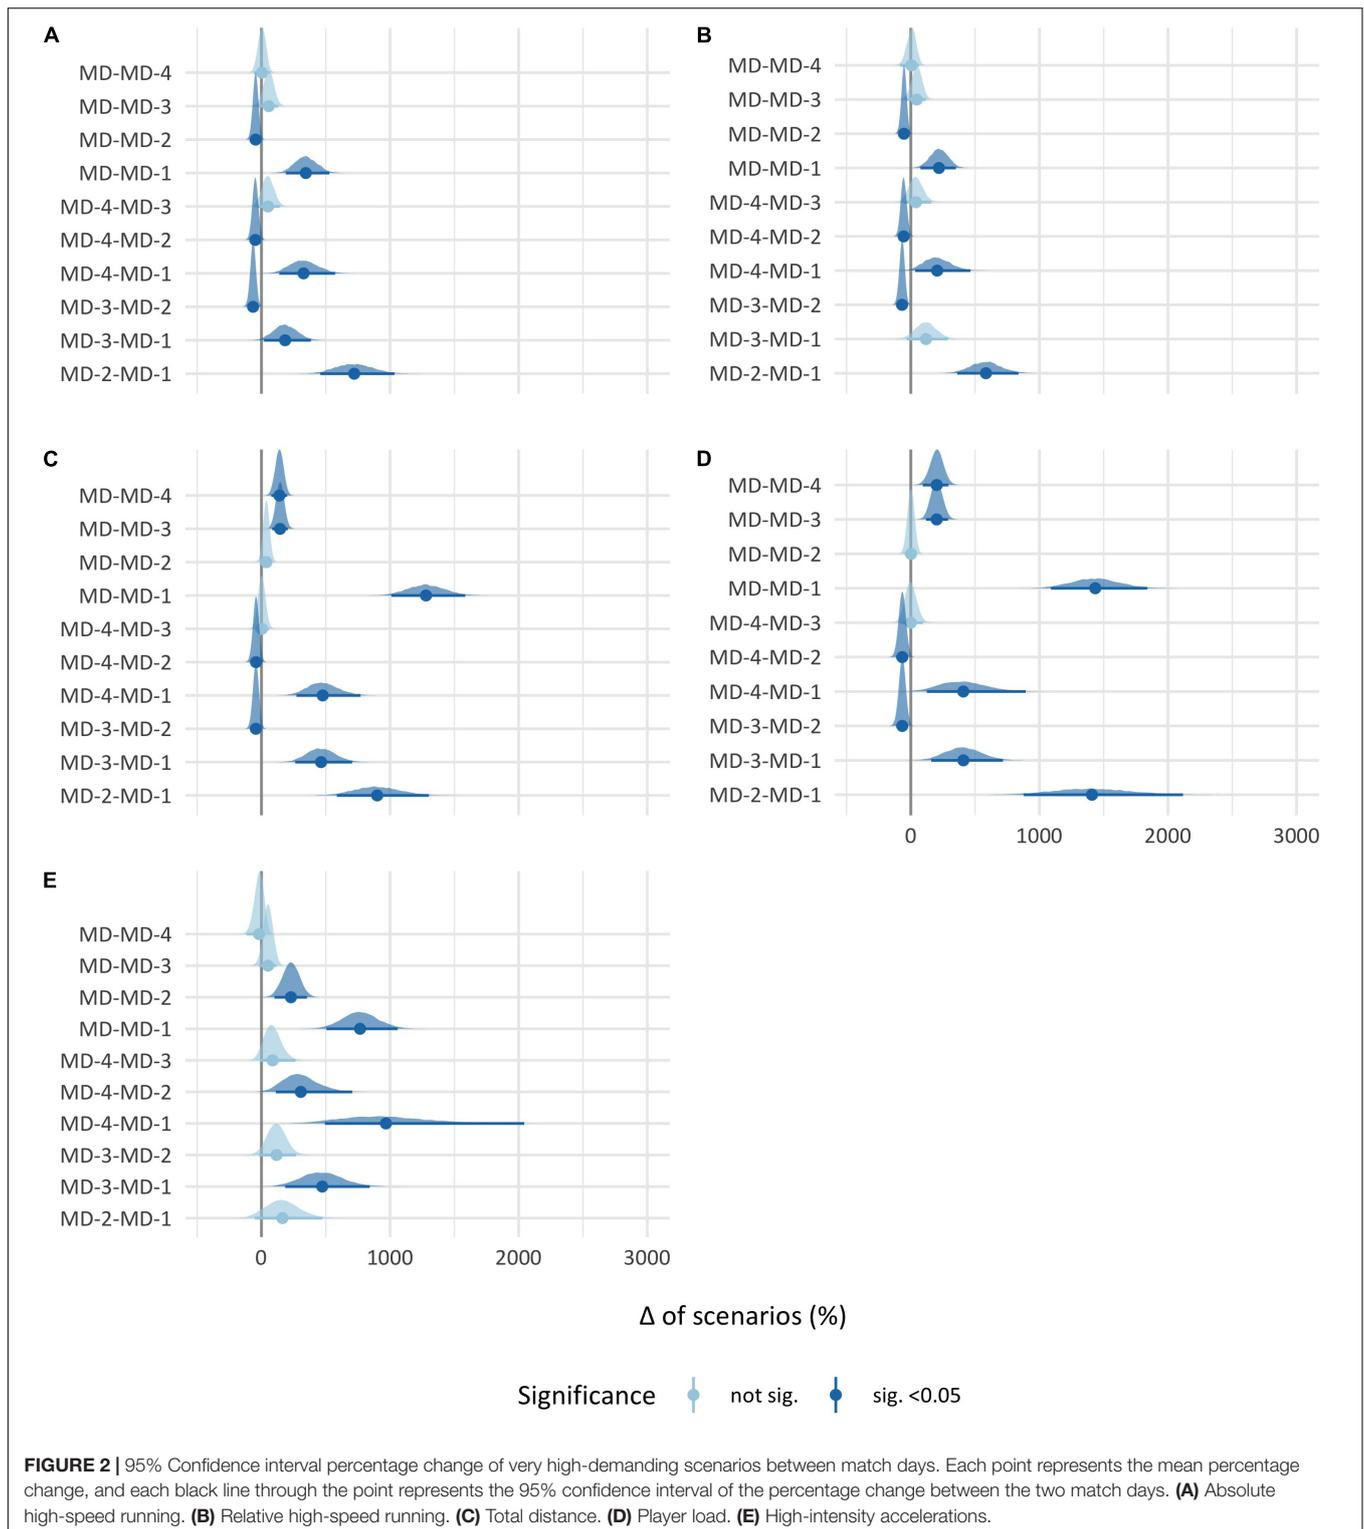 A
MD-MD-4
MD-MD-3
MD-MD-2
MD-MD-1
MD-4-MD-3
MD-4-MD-2
MD-4-MD-1
MD-3-MD-2
MD-3-MD-1
MD-2-MD-1
B
MD-MD-4
MD-MD-3
MD-MD-2
MD-MD-1
MD-4-MD-3
MD-4-MD-2
MD-4-MD-1
MD-3-MD-2
MD-3-MD-1
MD-2-MD-1
C
MD-MD-4
MD-MD-3
MD-MD-2
MD-MD-1
MD-4-MD-3
MD-4-MD-2
MD-4-MD-1
MD-3-MD-2
MD-3-MD-1
MD-2-MD-1
D
MD-MD-4
MD-MD-3
MD-MD-2
MD-MD-1
MD-4-MD-3
MD-4-MD-2
MD-4-MD-1
MD-3-MD-2
MD-3-MD-1
MD-2-MD-1
0 1000 2000 3000
E
MD-MD-4
MD-MD-3
MD-MD-2
MD-MD-1
MD-4-MD-3
MD-4-MD-2
MD-4-MD-1
MD-3-MD-2
MD-3-MD-1
MD-2-MD-1
0 1000 2000 3000
Δ of scenarios (%)
Significance not sig. sig. <0.05
FIGURE 2 | 95% Confidence interval percentage change of very high-demanding scenarios between match days. Each point represents the mean percentage
change, and each black line through the point represents the 95% confidence interval of the percentage change between the two match days. (A) Absolute
high-speed running. (B) Relative high-speed running. (C) Total distance. (D) Player load. (E) High-intensity accelerations.